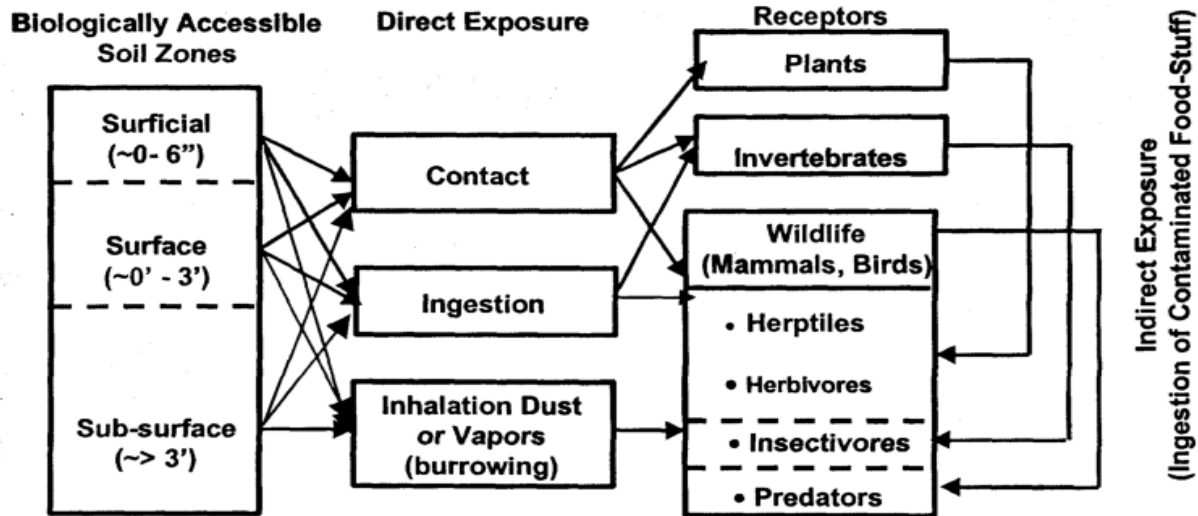 Biologically Accessible
Soil Zones
Direct Exposure
Receptors
Surficial
(~0- 6”)
Surface
(~0’ - 3’)
Sub-surface
(~> 3’)
Contact
Ingestion
Inhalation Dust
or Vapors
(burrowing)
Plants
Invertebrates
Wildlife
(Mammals, Birds)
• Herptiles
• Herbivores
• Insectivores
• Predators
Indirect Exposure
(Ingestion of Contaminated Food-Stuff)